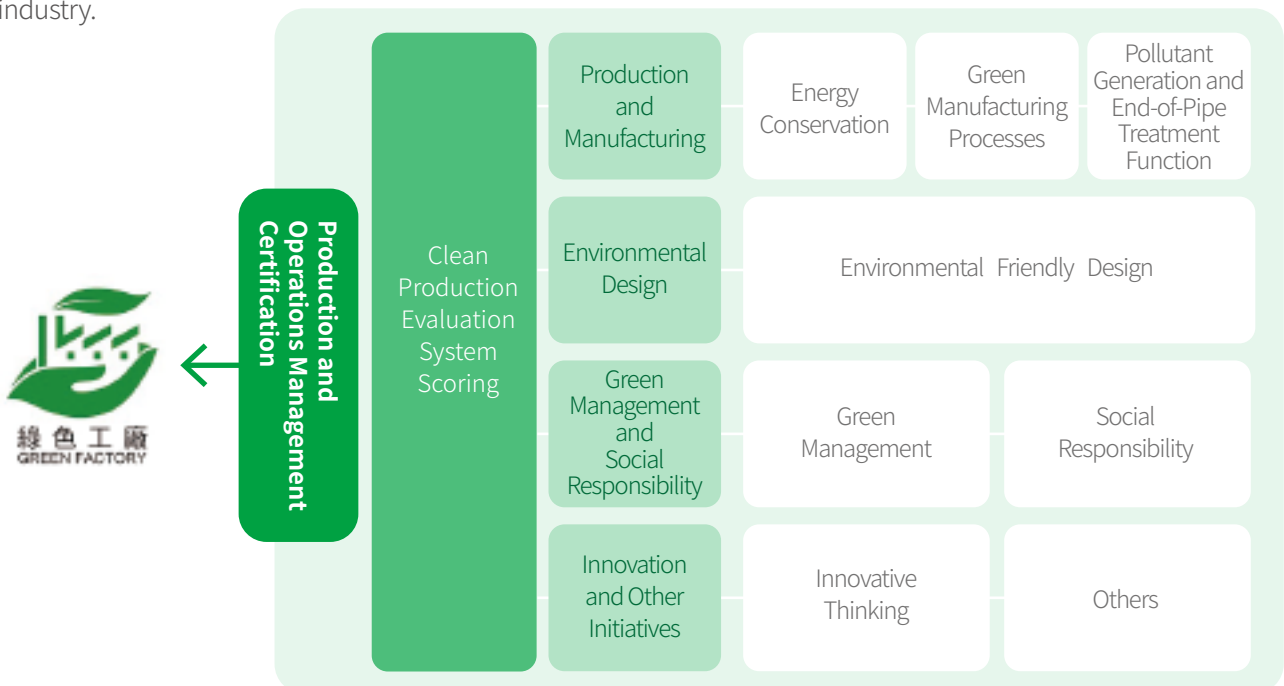 industry.
綠色工廠
GREEN FACTORY
Production and
Operations Management
Certification
Clean
Production
Evaluation
System
Scoring
Production
and
Manufacturing
Energy
Conservation
Green
Manufacturing
Processes
Pollutant
Generation and
End-of-Pipe
Treatment
Function
Environmental
Design
Environmental Friendly Design
Green
Management
and
Social
Responsibility
Green
Management
Social
Responsibility
Innovation
and Other
Initiatives
Innovative
Thinking
Others